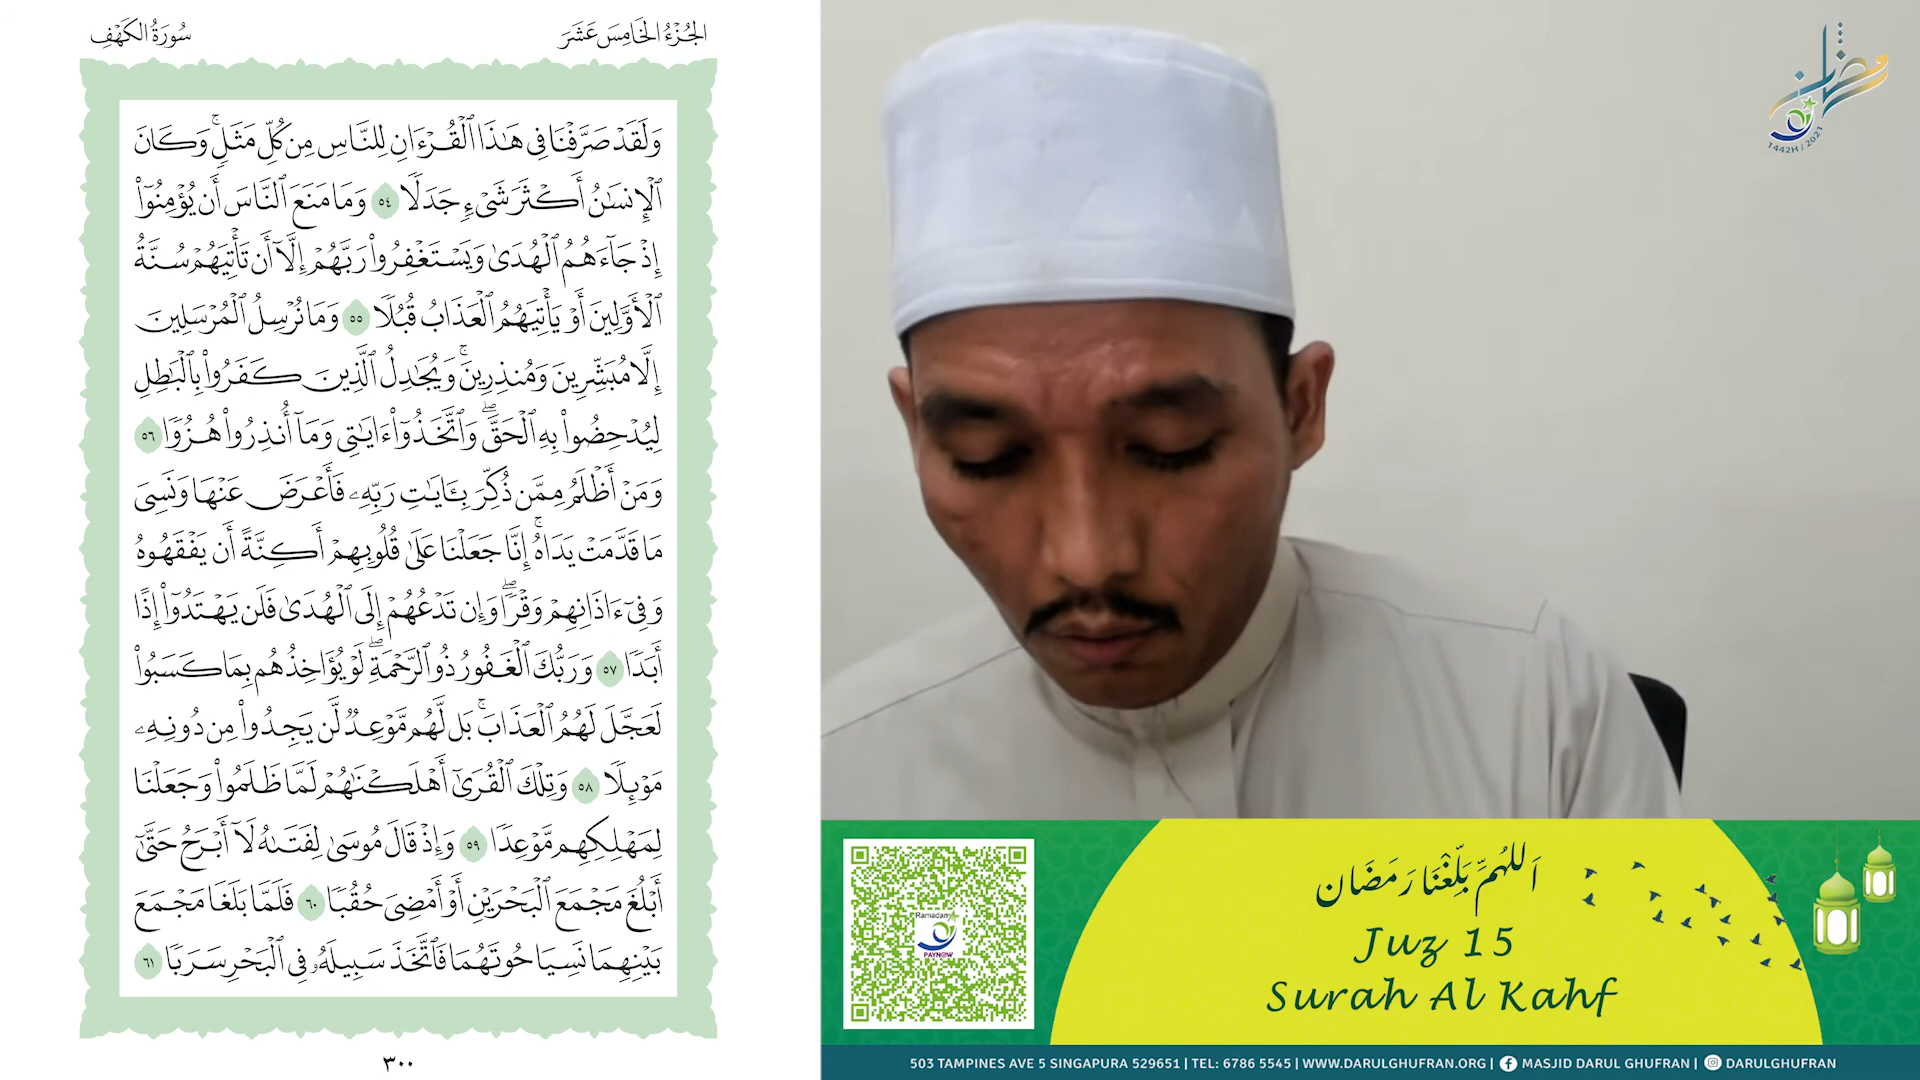 سُورَةُ الكَهْفِ
الجُزْءُ الخَامِسَ عَشَرَ
وَلَقَدْ صَرَّفْنَا فِى هَٰذَا ٱلْقُرْءَانِ لِلنَّاسِ مِن كُلِّ مَثَلٍ ۚ وَكَانَ
ٱلْإِنسَٰنُ أَكْثَرَ شَىْءٍ جَدَلًا ٥٤ وَمَا مَنَعَ ٱلنَّاسَ أَن يُؤْمِنُوٓا۟
إِذْ جَآءَهُمُ ٱلْهُدَىٰ وَيَسْتَغْفِرُوا۟ رَبَّهُمْ إِلَّآ أَن تَأْتِيَهُمْ سُنَّةُ
ٱلْأَوَّلِينَ أَوْ يَأْتِيَهُمُ ٱلْعَذَابُ قُبُلًا ٥٥ وَمَا نُرْسِلُ ٱلْمُرْسَلِينَ
إِلَّا مُبَشِّرِينَ وَمُنذِرِينَ ۚ وَيُجَٰدِلُ ٱلَّذِينَ كَفَرُوا۟ بِٱلْبَٰطِلِ
لِيُدْحِضُوا۟ بِهِ ٱلْحَقَّ ۖ وَٱتَّخَذُوٓا۟ ءَايَٰتِى وَمَآ أُنذِرُوا۟ هُزُوًا ٥٦
وَمَنْ أَظْلَمُ مِمَّن ذُكِّرَ بِـَٔايَٰتِ رَبِّهِۦ فَأَعْرَضَ عَنْهَا وَنَسِىَ
مَا قَدَّمَتْ يَدَاهُ ۚ إِنَّا جَعَلْنَا عَلَىٰ قُلُوبِهِمْ أَكِنَّةً أَن يَفْقَهُوهُ
وَفِىٓ ءَاذَانِهِمْ وَقْرًا ۖ وَإِن تَدْعُهُمْ إِلَى ٱلْهُدَىٰ فَلَن يَهْتَدُوٓا۟ إِذًا
أَبَدًا ٥٧ وَرَبُّكَ ٱلْغَفُورُ ذُو ٱلرَّحْمَةِ ۖ لَوْ يُؤَاخِذُهُم بِمَا كَسَبُوا۟
لَعَجَّلَ لَهُمُ ٱلْعَذَابَ ۚ بَل لَّهُم مَّوْعِدٌ لَّن يَجِدُوا۟ مِن دُونِهِۦ
مَوْئِلًا ٥٨ وَتِلْكَ ٱلْقُرَىٰٓ أَهْلَكْنَٰهُمْ لَمَّا ظَلَمُوا۟ وَجَعَلْنَا
لِمَهْلِكِهِم مَّوْعِدًا ٥٩ وَإِذْ قَالَ مُوسَىٰ لِفَتَىٰهُ لَآ أَبْرَحُ حَتَّىٰٓ
أَبْلُغَ مَجْمَعَ ٱلْبَحْرَيْنِ أَوْ أَمْضِىَ حُقُبًا ٦٠ فَلَمَّا بَلَغَا مَجْمَعَ
بَيْنِهِمَا نَسِيَا حُوتَهُمَا فَٱتَّخَذَ سَبِيلَهُۥ فِى ٱلْبَحْرِ سَرَبًا ٦١
٣٠٠
رمضان
1442H / 2021
Ramadan
PAYNOW
اَللهُمَّ بَلِّغْنَا رَمَضَان
Juz 15
Surah Al Kahf
503 TAMPINES AVE 5 SINGAPURA 529651 | TEL: 6786 5545 | WWW.DARULGHUFRAN.ORG | MASJID DARUL GHUFRAN | DARULGHUFRAN